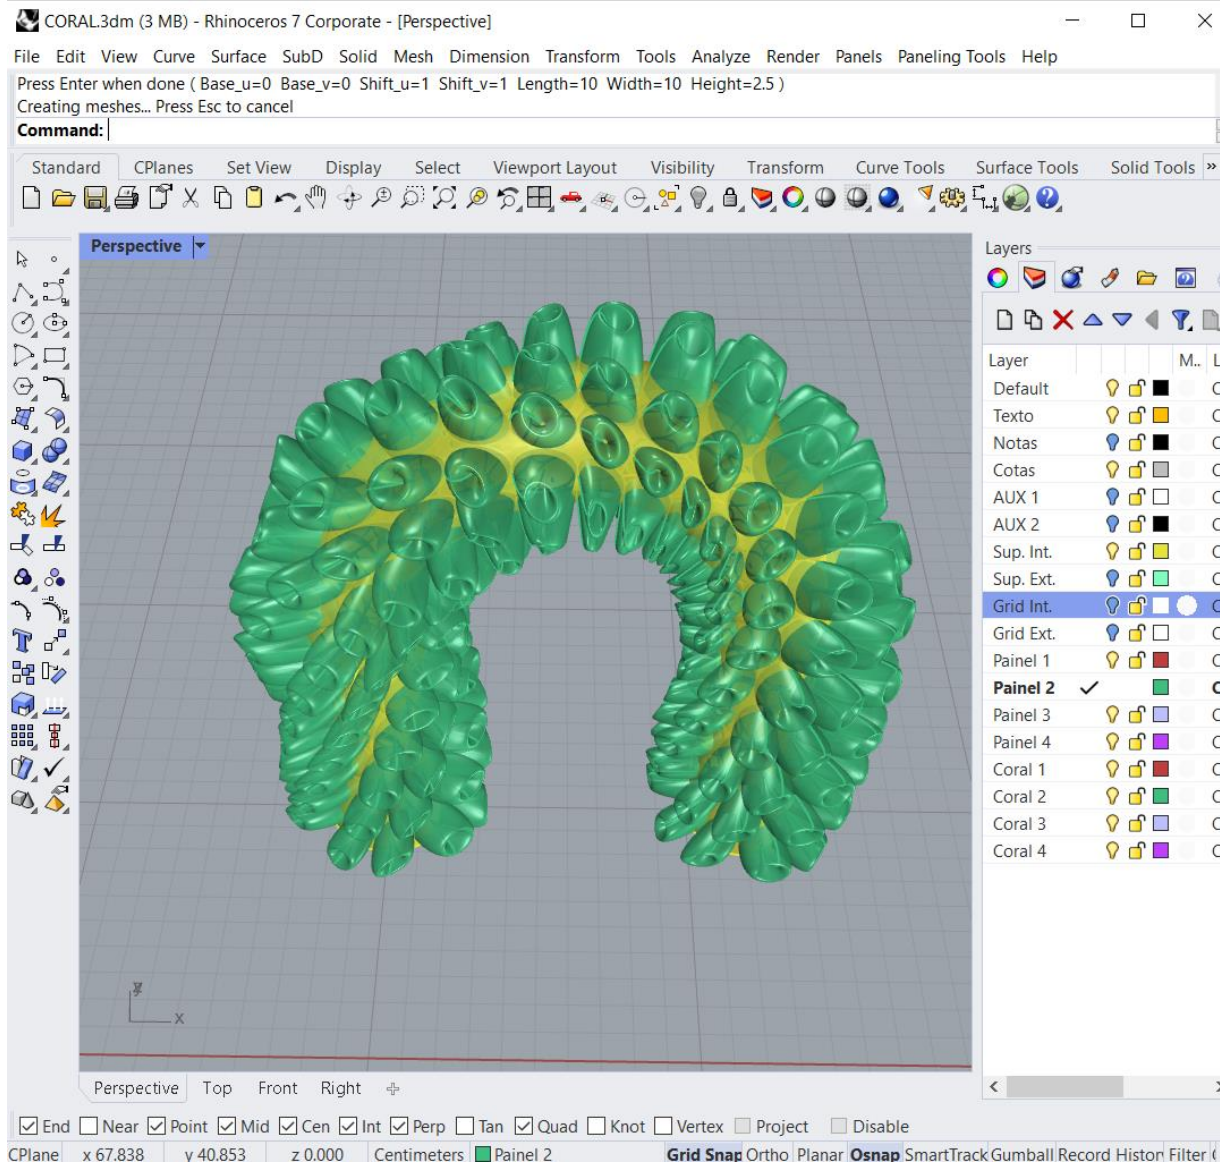 CORAL.3dm (3 MB) - Rhinoceros 7 Corporate - [Perspective]
File Edit View Curve Surface SubD Solid Mesh Dimension Transform Tools Analyze Render Panels Paneling Tools Help
Press Enter when done ( Base_u=0 Base_v=0 Shift_u=1 Shift_v=1 Length=10 Width=10 Height=2.5 )
Creating meshes... Press Esc to cancel
Command:
Standard CPlanes Set View Display Select Viewport Layout Visibility Transform Curve Tools Surface Tools Solid Tools »
Perspective
Layers
Layer M.. L
Default
Texto
Notas
Cotas
AUX 1
AUX 2
Sup. Int.
Sup. Ext.
Grid Int.
Grid Ext.
Painel 1
Painel 2
Painel 3
Painel 4
Coral 1
Coral 2
Coral 3
Coral 4
x
Perspective Top Front Right
End Near Point Mid Cen Int Perp Tan Quad Knot Vertex Project Disable
CPlane x 67.838 y 40.853 z 0.000 Centimeters Painel 2 Grid Snap Ortho Planar Osnap SmartTrack Gumball Record History Filter